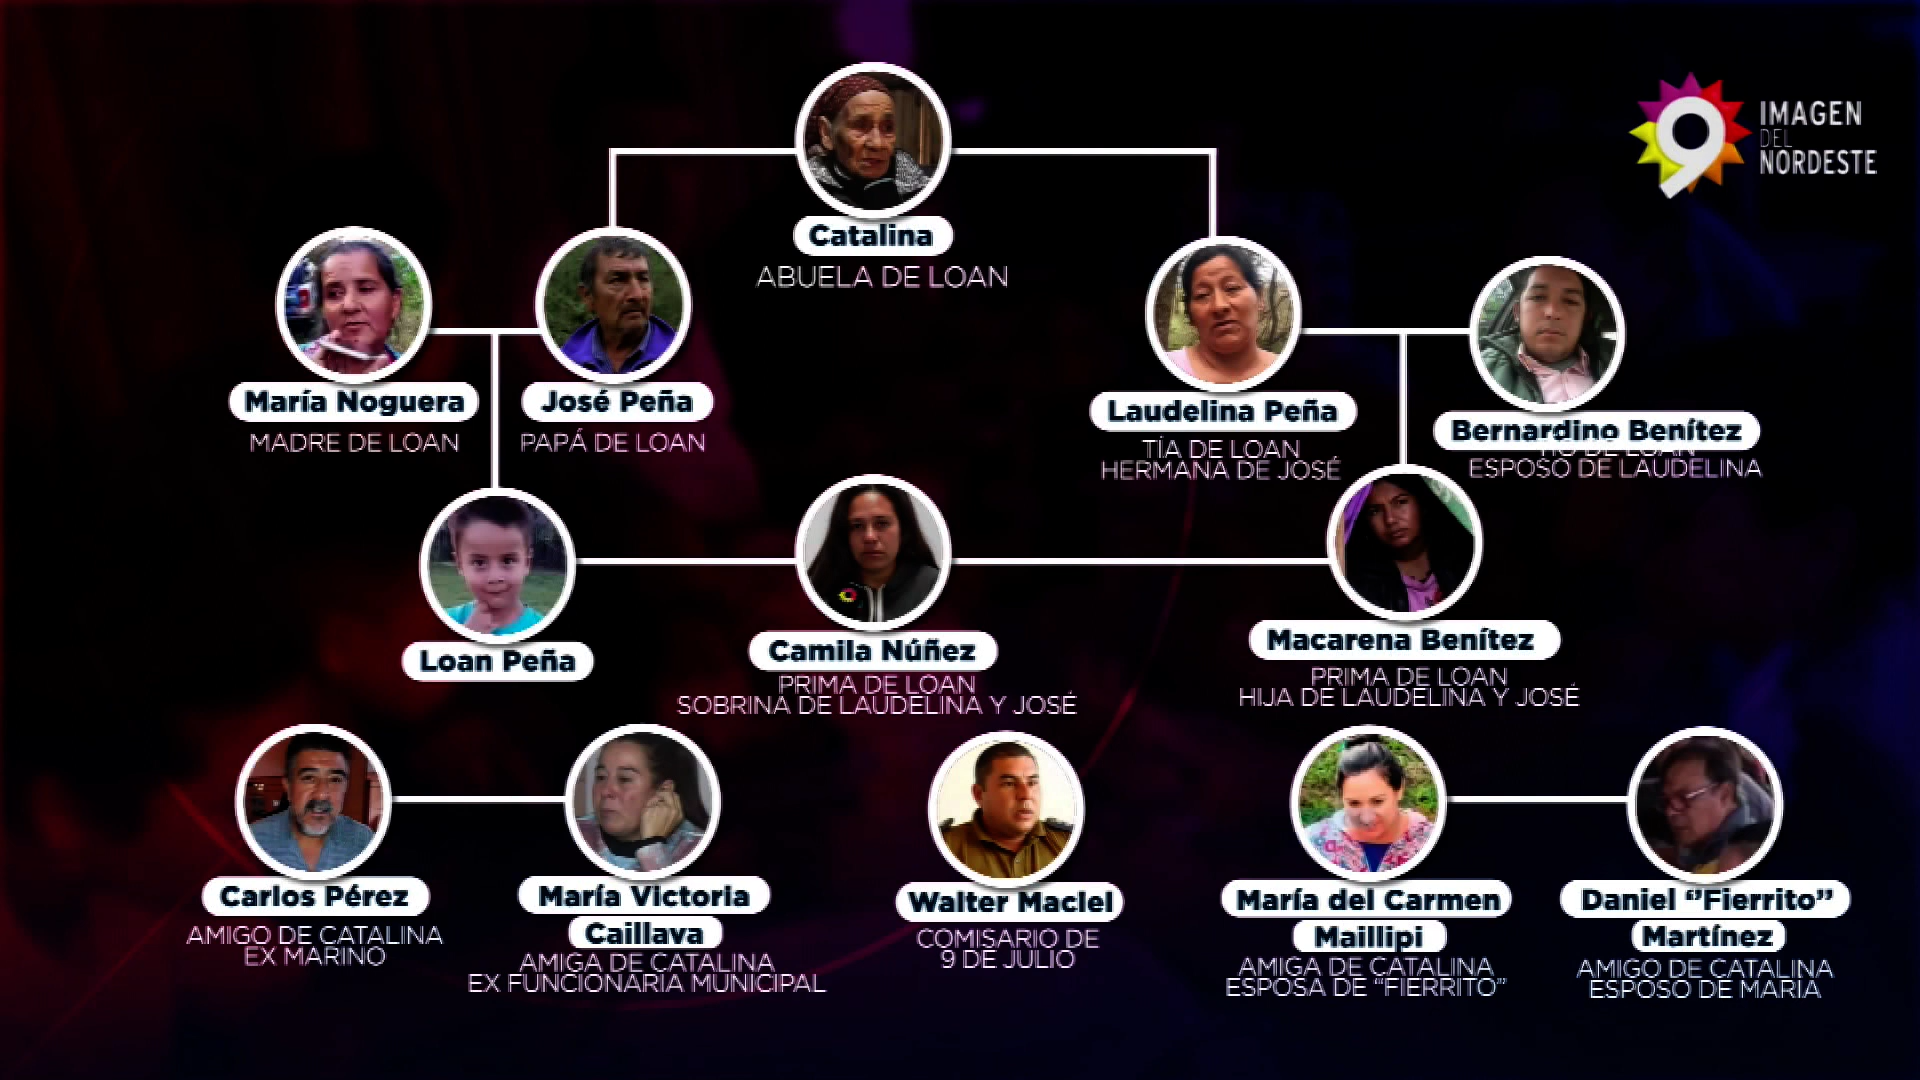 IMAGEN
DEL
NORDESTE
Catalina
ABUELA DE LOAN
María Noguera
MADRE DE LOAN
José Peña
PAPÁ DE LOAN
Laudelina Peña
TÍA DE LOAN
HERMANA DE JOSÉ
Bernardino Benítez
TÍO DE LOAN
ESPOSO DE LAUDELINA
Loan Peña
Camila Núñez
PRIMA DE LOAN
SOBRINA DE LAUDELINA Y JOSÉ
Macarena Benítez
PRIMA DE LOAN
HIJA DE LAUDELINA Y JOSÉ
Carlos Pérez
AMIGO DE CATALINA
EX MARINO
María Victoria
Caillava
AMIGA DE CATALINA
EX FUNCIONARIA MUNICIPAL
Walter Maciel
COMISARIO DE
9 DE JULIO
María del Carmen
Maillipi
AMIGA DE CATALINA
ESPOSA DE “FIERRITO”
Daniel “Fierrito”
Martínez
AMIGO DE CATALINA
ESPOSO DE MARIA